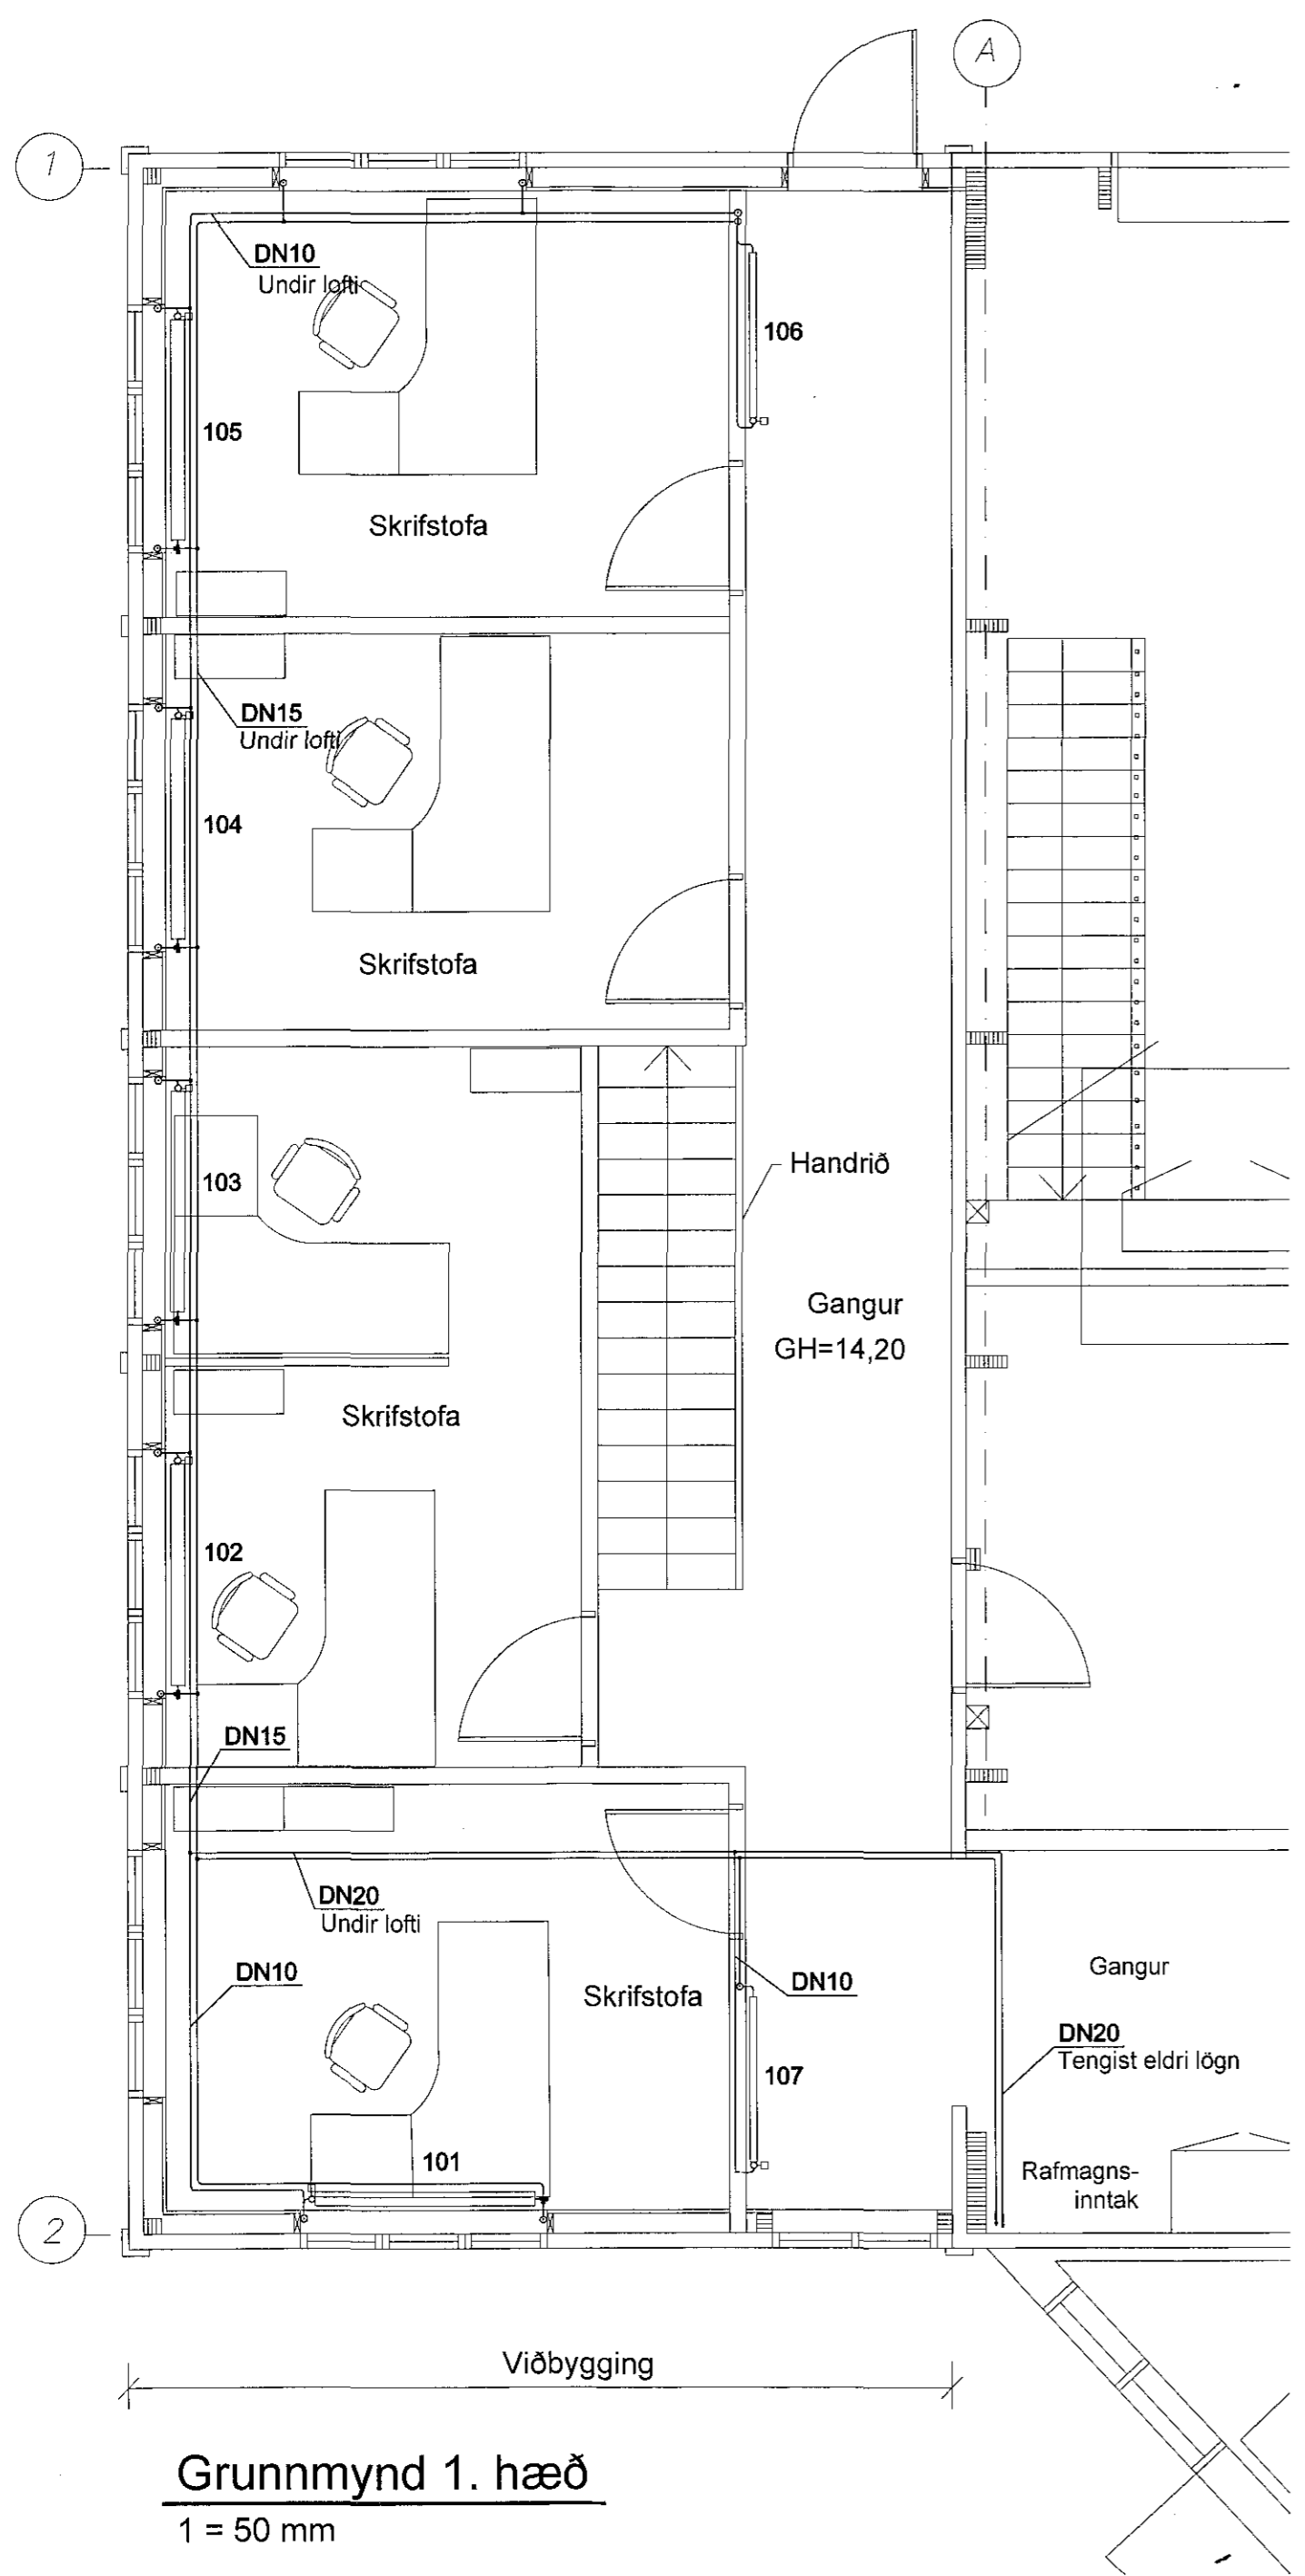 A
1
DN10
Undir lofti
106
105
Skrifstofa
DN15
Undir lofti
104
Skrifstofa
Handrið
103
Gangur
GH=14,20
Skrifstofa
102
DN15
DN20
Undir lofti
Gangur
DN10
DN10
Skrifstofa
DN20
Tengist eldri lögn
107
101
Rafmagns-
inntak
2
Viðbygging
Grunnmynd 1. hæð
1 = 50 mm